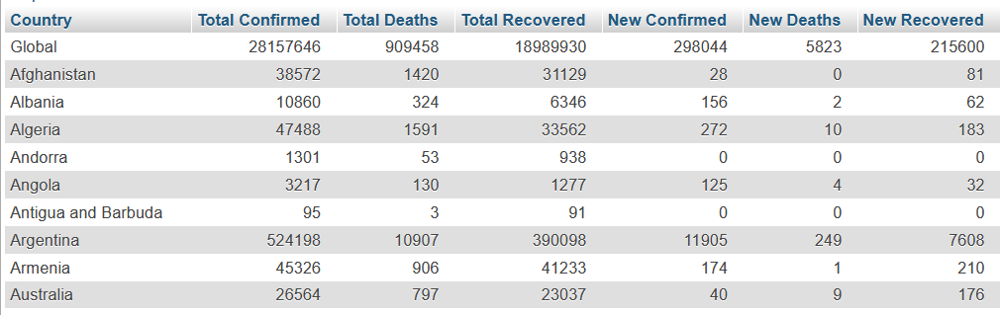 Country Total Confirmed Total Deaths Total Recovered New Confirmed New Deaths New Recovered
Global 28157646 909458 18989930 298044 5823 215600
Afghanistan 38572 1420 31129 28 0 81
Albania 10860 324 6346 156 2 62
Algeria 47488 1591 33562 272 10 183
Andorra 1301 53 938 0 0 0
Angola 3217 130 1277 125 4 32
Antigua and Barbuda 95 3 91 0 0 0
Argentina 524198 10907 390098 11905 249 7608
Armenia 45326 906 41233 174 1 210
Australia 26564 797 23037 40 9 176